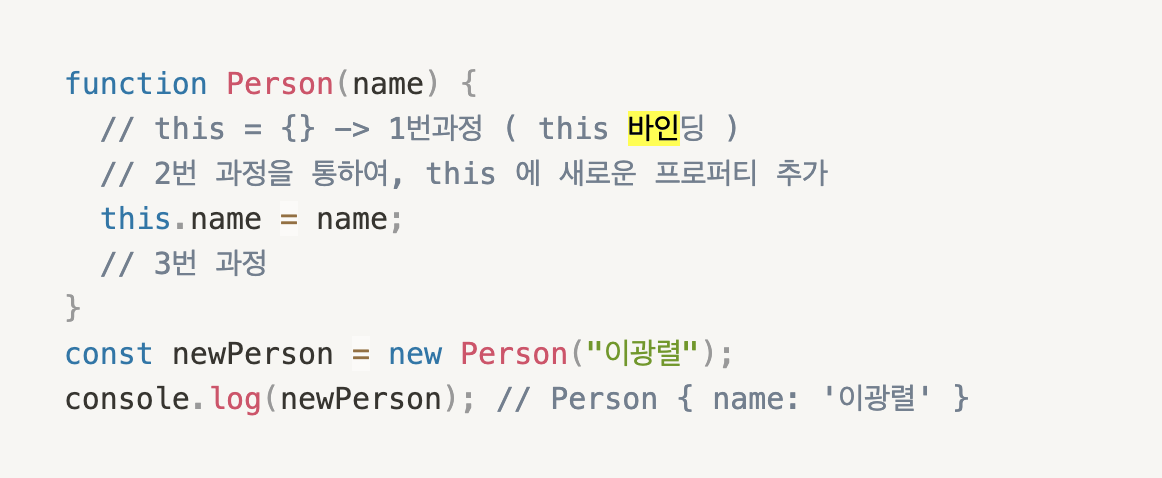 function Person(name) {
  // this = {} -> 1번과정 ( this 바인딩 )
  // 2번 과정을 통하여, this 에 새로운 프로퍼티 추가
  this.name = name;
  // 3번 과정
}
const newPerson = new Person("이광렬");
console.log(newPerson); // Person { name: '이광렬' }